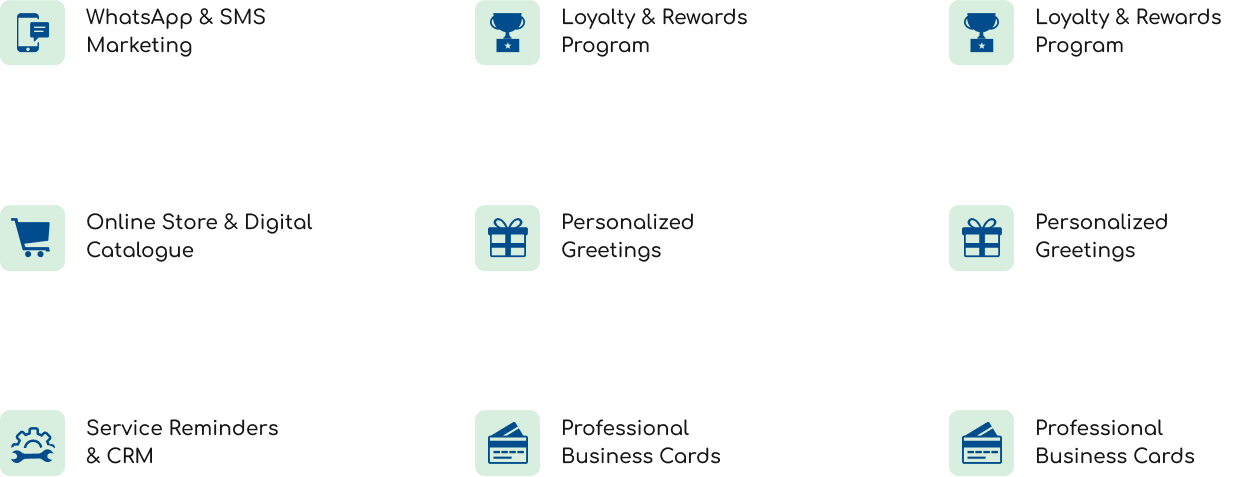 WhatsApp & SMS
Marketing
Loyalty & Rewards
Program
Loyalty & Rewards
Program
Online Store & Digital
Catalogue
Personalized
Greetings
Personalized
Greetings
Service Reminders
& CRM
Professional
Business Cards
Professional
Business Cards